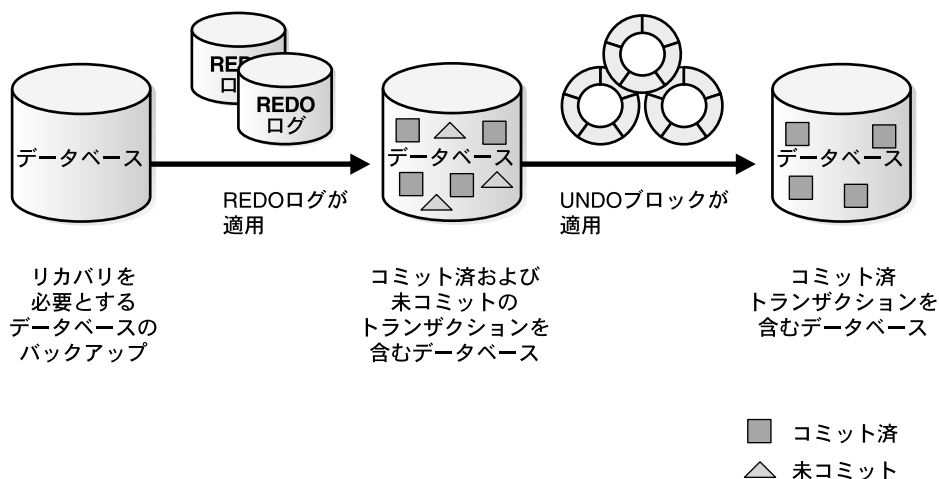 REDO
ログ
REDO
ログ
データベース
データベース
データベース
REDOログが
適用
UNDOブロックが
適用
リカバリを
必要とする
データベースの
バックアップ
コミット済および
未コミットの
トランザクションを
含むデータベース
コミット済
トランザクションを
含むデータベース
コミット済
未コミット